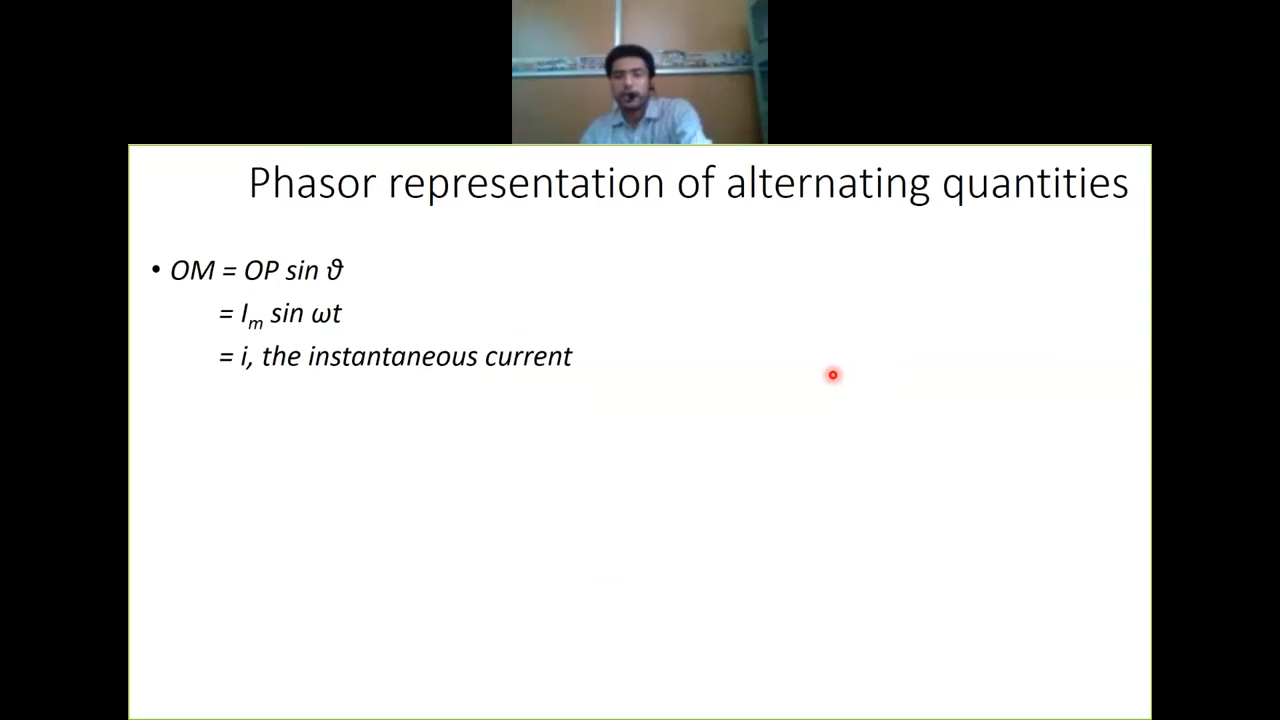 Phasor representation of alternating quantities
• OM = OP sin ϑ
= Iₘ sin ωt
= i, the instantaneous current